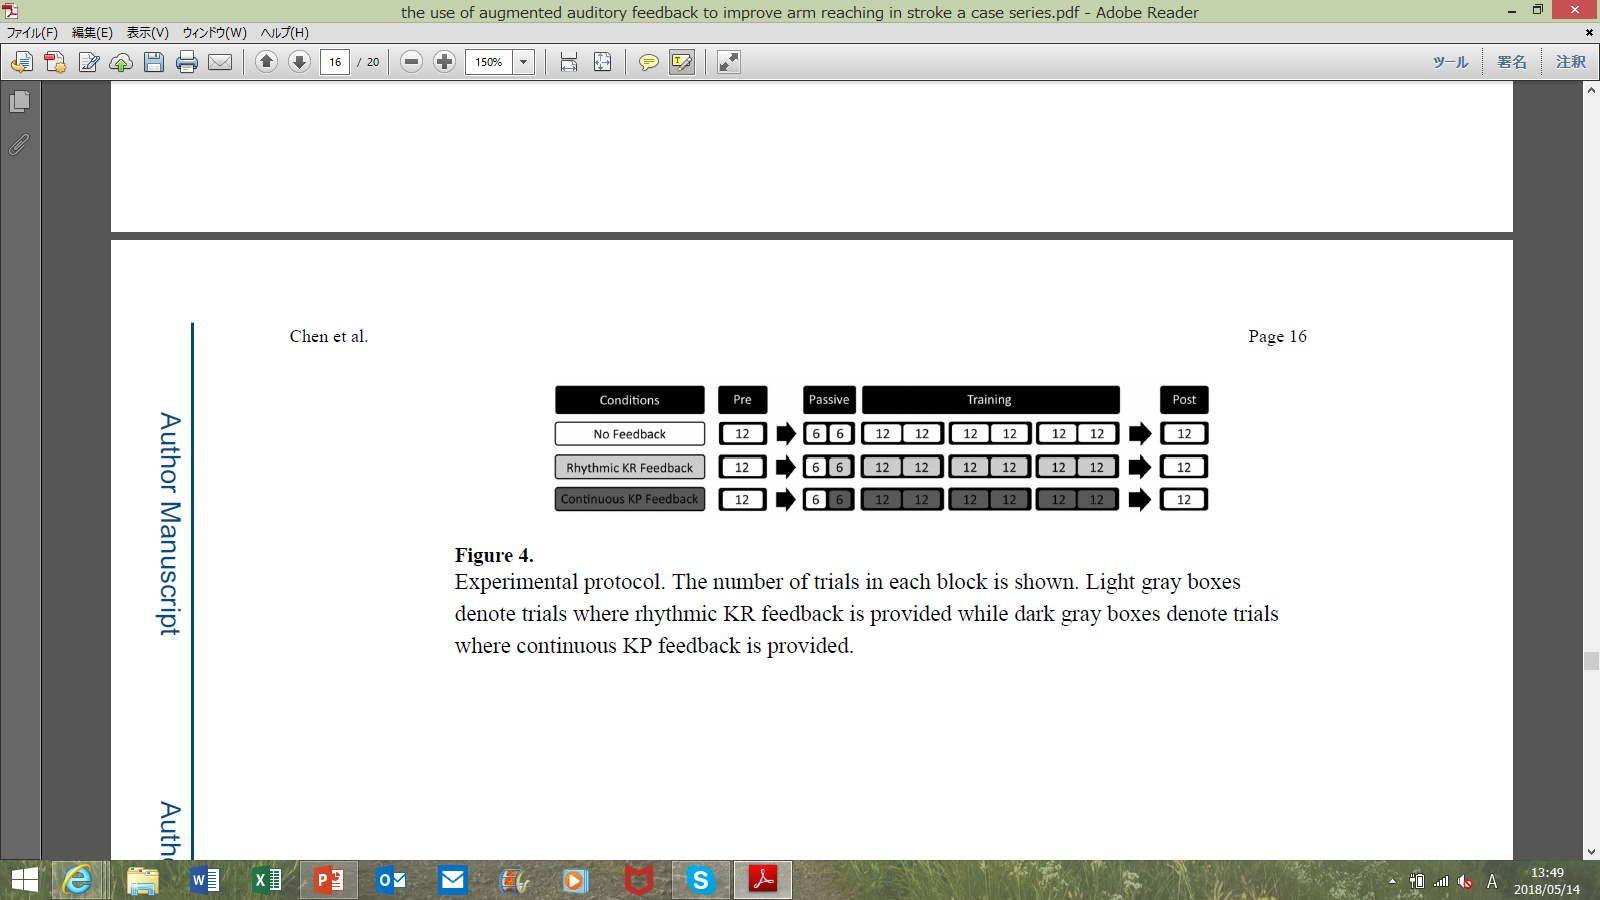 the use of augmented auditory feedback to improve arm reaching in stroke a case series.pdf - Adobe Reader
ファイル(F) 編集(E) 表示(V) ウィンドウ(W) ヘルプ(H)
16 / 20 150% ツール 署名 注釈
Chen et al. Page 16
Conditions Pre Passive Training Post
No Feedback 12 6 6 12 12 12 12 12 12 12
Rhythmic KR Feedback 12 6 6 12 12 12 12 12 12 12
Continuous KP Feedback 12 6 6 12 12 12 12 12 12 12
Figure 4.
Experimental protocol. The number of trials in each block is shown. Light gray boxes
denote trials where rhythmic KR feedback is provided while dark gray boxes denote trials
where continuous KP feedback is provided.
Author Manuscript
Autho
A 13:49
2018/05/14